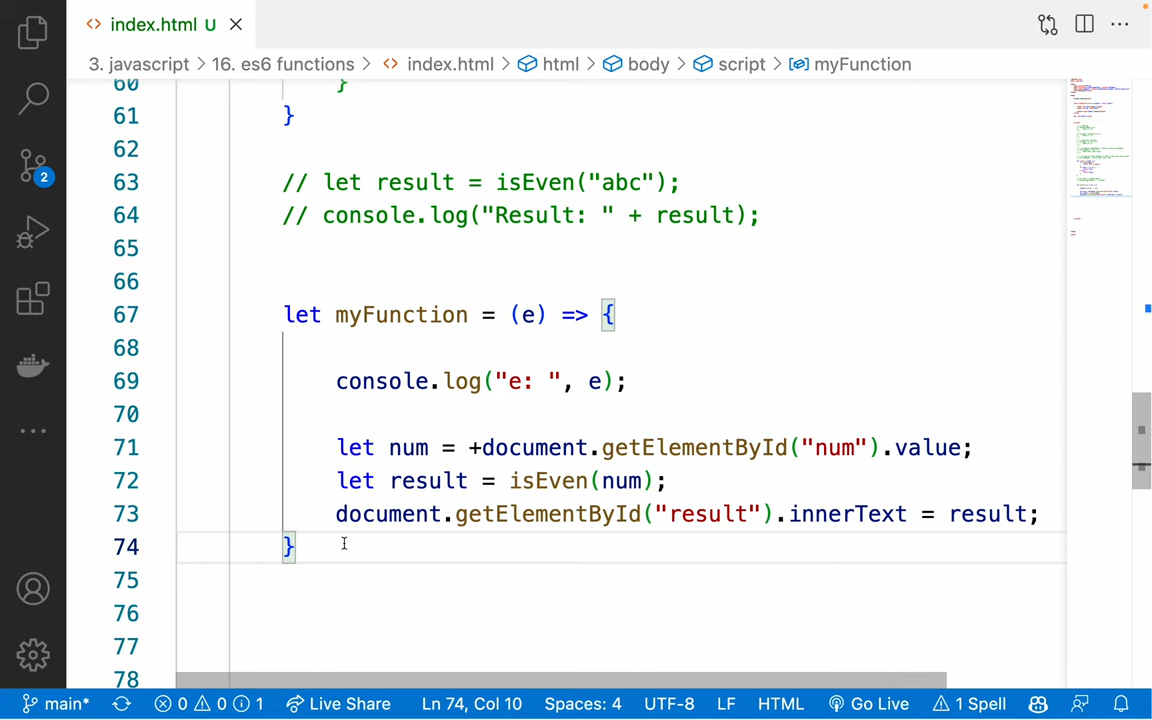 index.html U
3. javascript > 16. es6 functions > index.html > html > body > script > myFunction
60 }
61 }
62
63 // let result = isEven("abc");
64 // console.log("Result: " + result);
65
66
67 let myFunction = (e) => {
68
69 console.log("e: ", e);
70
71 let num = +document.getElementById("num").value;
72 let result = isEven(num);
73 document.getElementById("result").innerText = result;
74 }
75
76
77
78
2
main* 0 0 1 Live Share Ln 74, Col 10 Spaces: 4 UTF-8 LF HTML Go Live 1 Spell